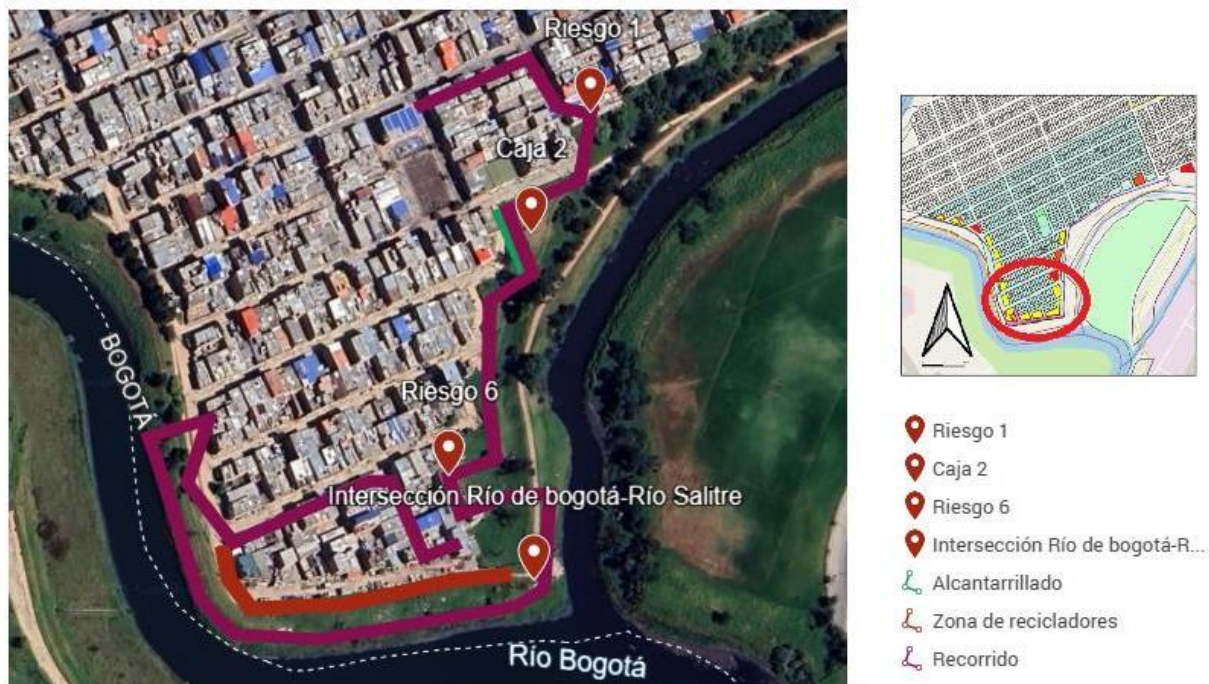 Riesgo 1
Caja 2
Riesgo 6
Intersección Río de bogotá-Río Salitre
BOGOTÁ
Río Bogotá
Riesgo 1
Caja 2
Riesgo 6
Intersección Río de bogotá-R...
Alcantarrillado
Zona de recicladores
Recorrido